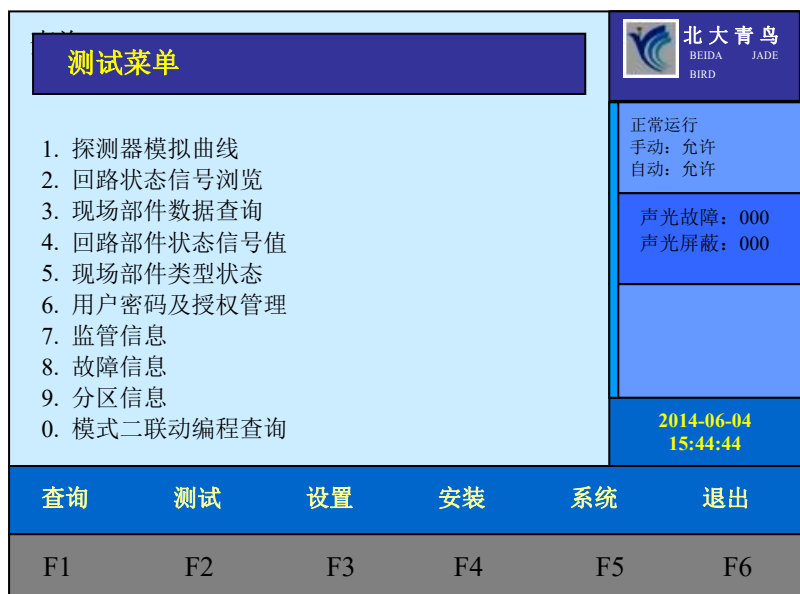 测试菜单
1. 探测器模拟曲线
2. 回路状态信号浏览
3. 现场部件数据查询
4. 回路部件状态信号值
5. 现场部件类型状态
6. 用户密码及授权管理
7. 监管信息
8. 故障信息
9. 分区信息
0. 模式二联动编程查询
北大青鸟
BEIDA JADE
BIRD
正常运行
手动：允许
自动：允许
声光故障：000
声光屏蔽：000
2014-06-04
15:44:44
查询 测试 设置 安装 系统 退出
F1 F2 F3 F4 F5 F6